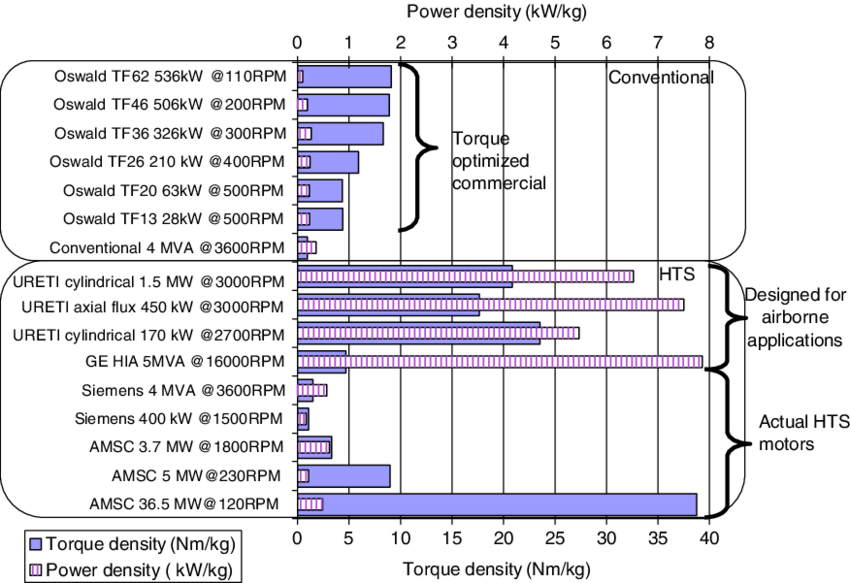 Power density (kW/kg)
0 1 2 3 4 5 6 7 8
Oswald TF62 536kW @110RPM
Conventional
Oswald TF46 506kW @200RPM
Oswald TF36 326kW @300RPM
Oswald TF26 210 kW @400RPM
Oswald TF20 63kW @500RPM
Oswald TF13 28kW @500RPM
Torque
optimized
commercial
Conventional 4 MVA @3600RPM
URETI cylindrical 1.5 MW @3000RPM
HTS
URETI axial flux 450 kW @3000RPM
URETI cylindrical 170 kW @2700RPM
GE HIA 5MVA @16000RPM
Designed for
airborne
applications
Siemens 4 MVA @3600RPM
Siemens 400 kW @1500RPM
AMSC 3.7 MW @1800RPM
AMSC 5 MW@230RPM
AMSC 36.5 MW@120RPM
Actual HTS
motors
0 5 10 15 20 25 30 35 40
Torque density (Nm/kg)
Torque density (Nm/kg)
Power density ( kW/kg)